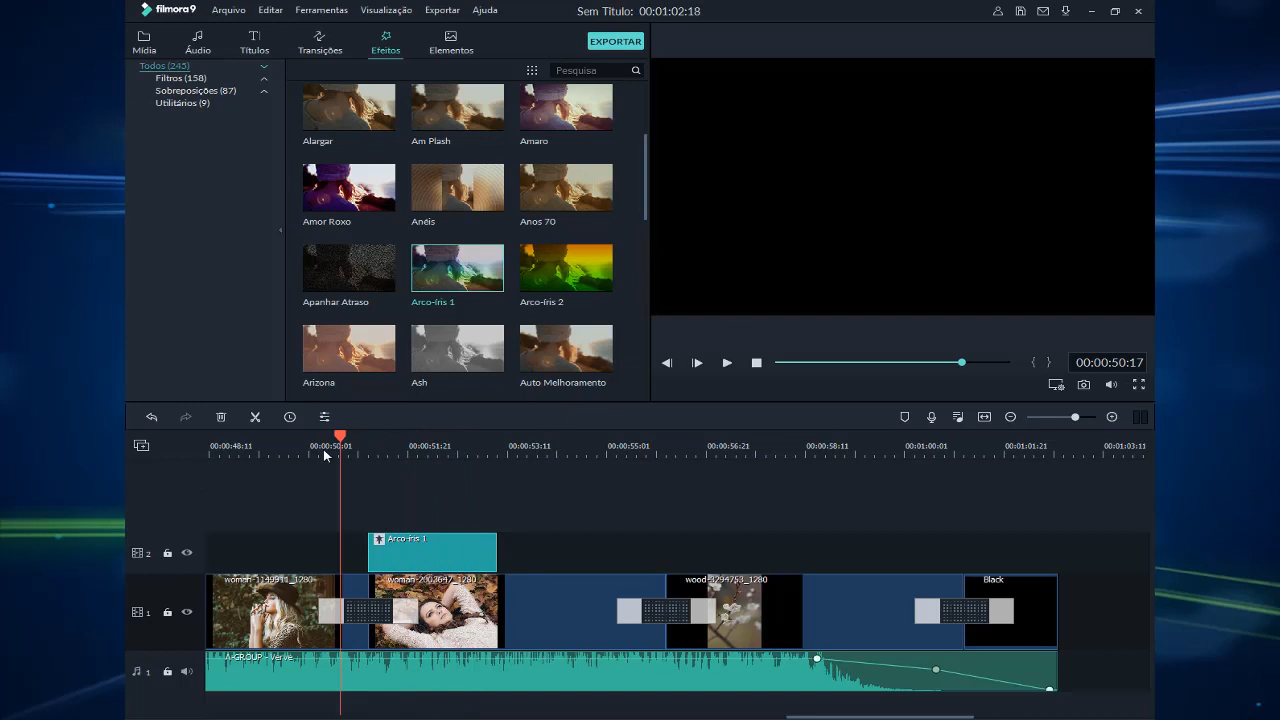 filmora9 Arquivo Editar Ferramentas Visualização Exportar Ajuda Sem Título: 00:01:02:18
Mídia Áudio Títulos Transições Efeitos Elementos EXPORTAR
Todos (245)
Filtros (158)
Sobreposições (87)
Utilitários (9)
Pesquisa
Alargar Am Plash Amaro
Amor Roxo Anéis Anos 70
Apanhar Atraso Arco-íris 1 Arco-íris 2
Arizona Ash Auto Melhoramento
{ } 00:00:50:17
00:00:48:11 00:00:50:01 00:00:51:21 00:00:53:11 00:00:55:01 00:00:56:21 00:00:58:11 00:01:00:01 00:01:01:21 00:01:03:11
2 Arco-íris 1
woman-1149911_1280 woman-2003647_1280 wood-3294753_1280 Black
1
A-GROUP - Verve
1